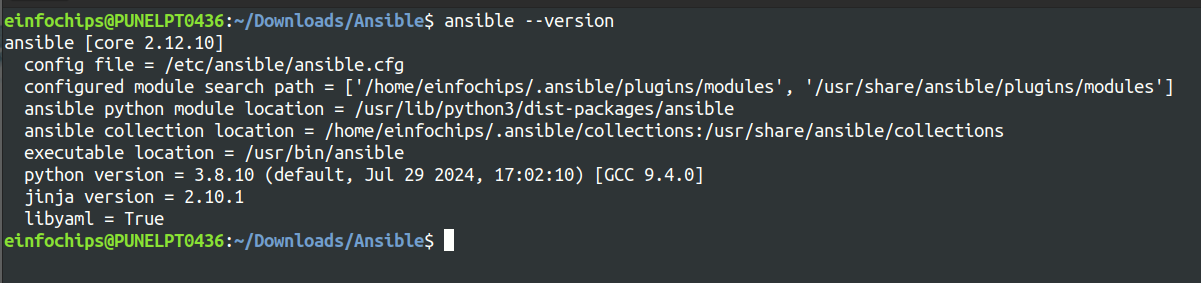 einfochips@PUNELPT0436:~/Downloads/Ansible$ ansible --version
ansible [core 2.12.10]
  config file = /etc/ansible/ansible.cfg
  configured module search path = ['/home/einfochips/.ansible/plugins/modules', '/usr/share/ansible/plugins/modules']
  ansible python module location = /usr/lib/python3/dist-packages/ansible
  ansible collection location = /home/einfochips/.ansible/collections:/usr/share/ansible/collections
  executable location = /usr/bin/ansible
  python version = 3.8.10 (default, Jul 29 2024, 17:02:10) [GCC 9.4.0]
  jinja version = 2.10.1
  libyaml = True
einfochips@PUNELPT0436:~/Downloads/Ansible$